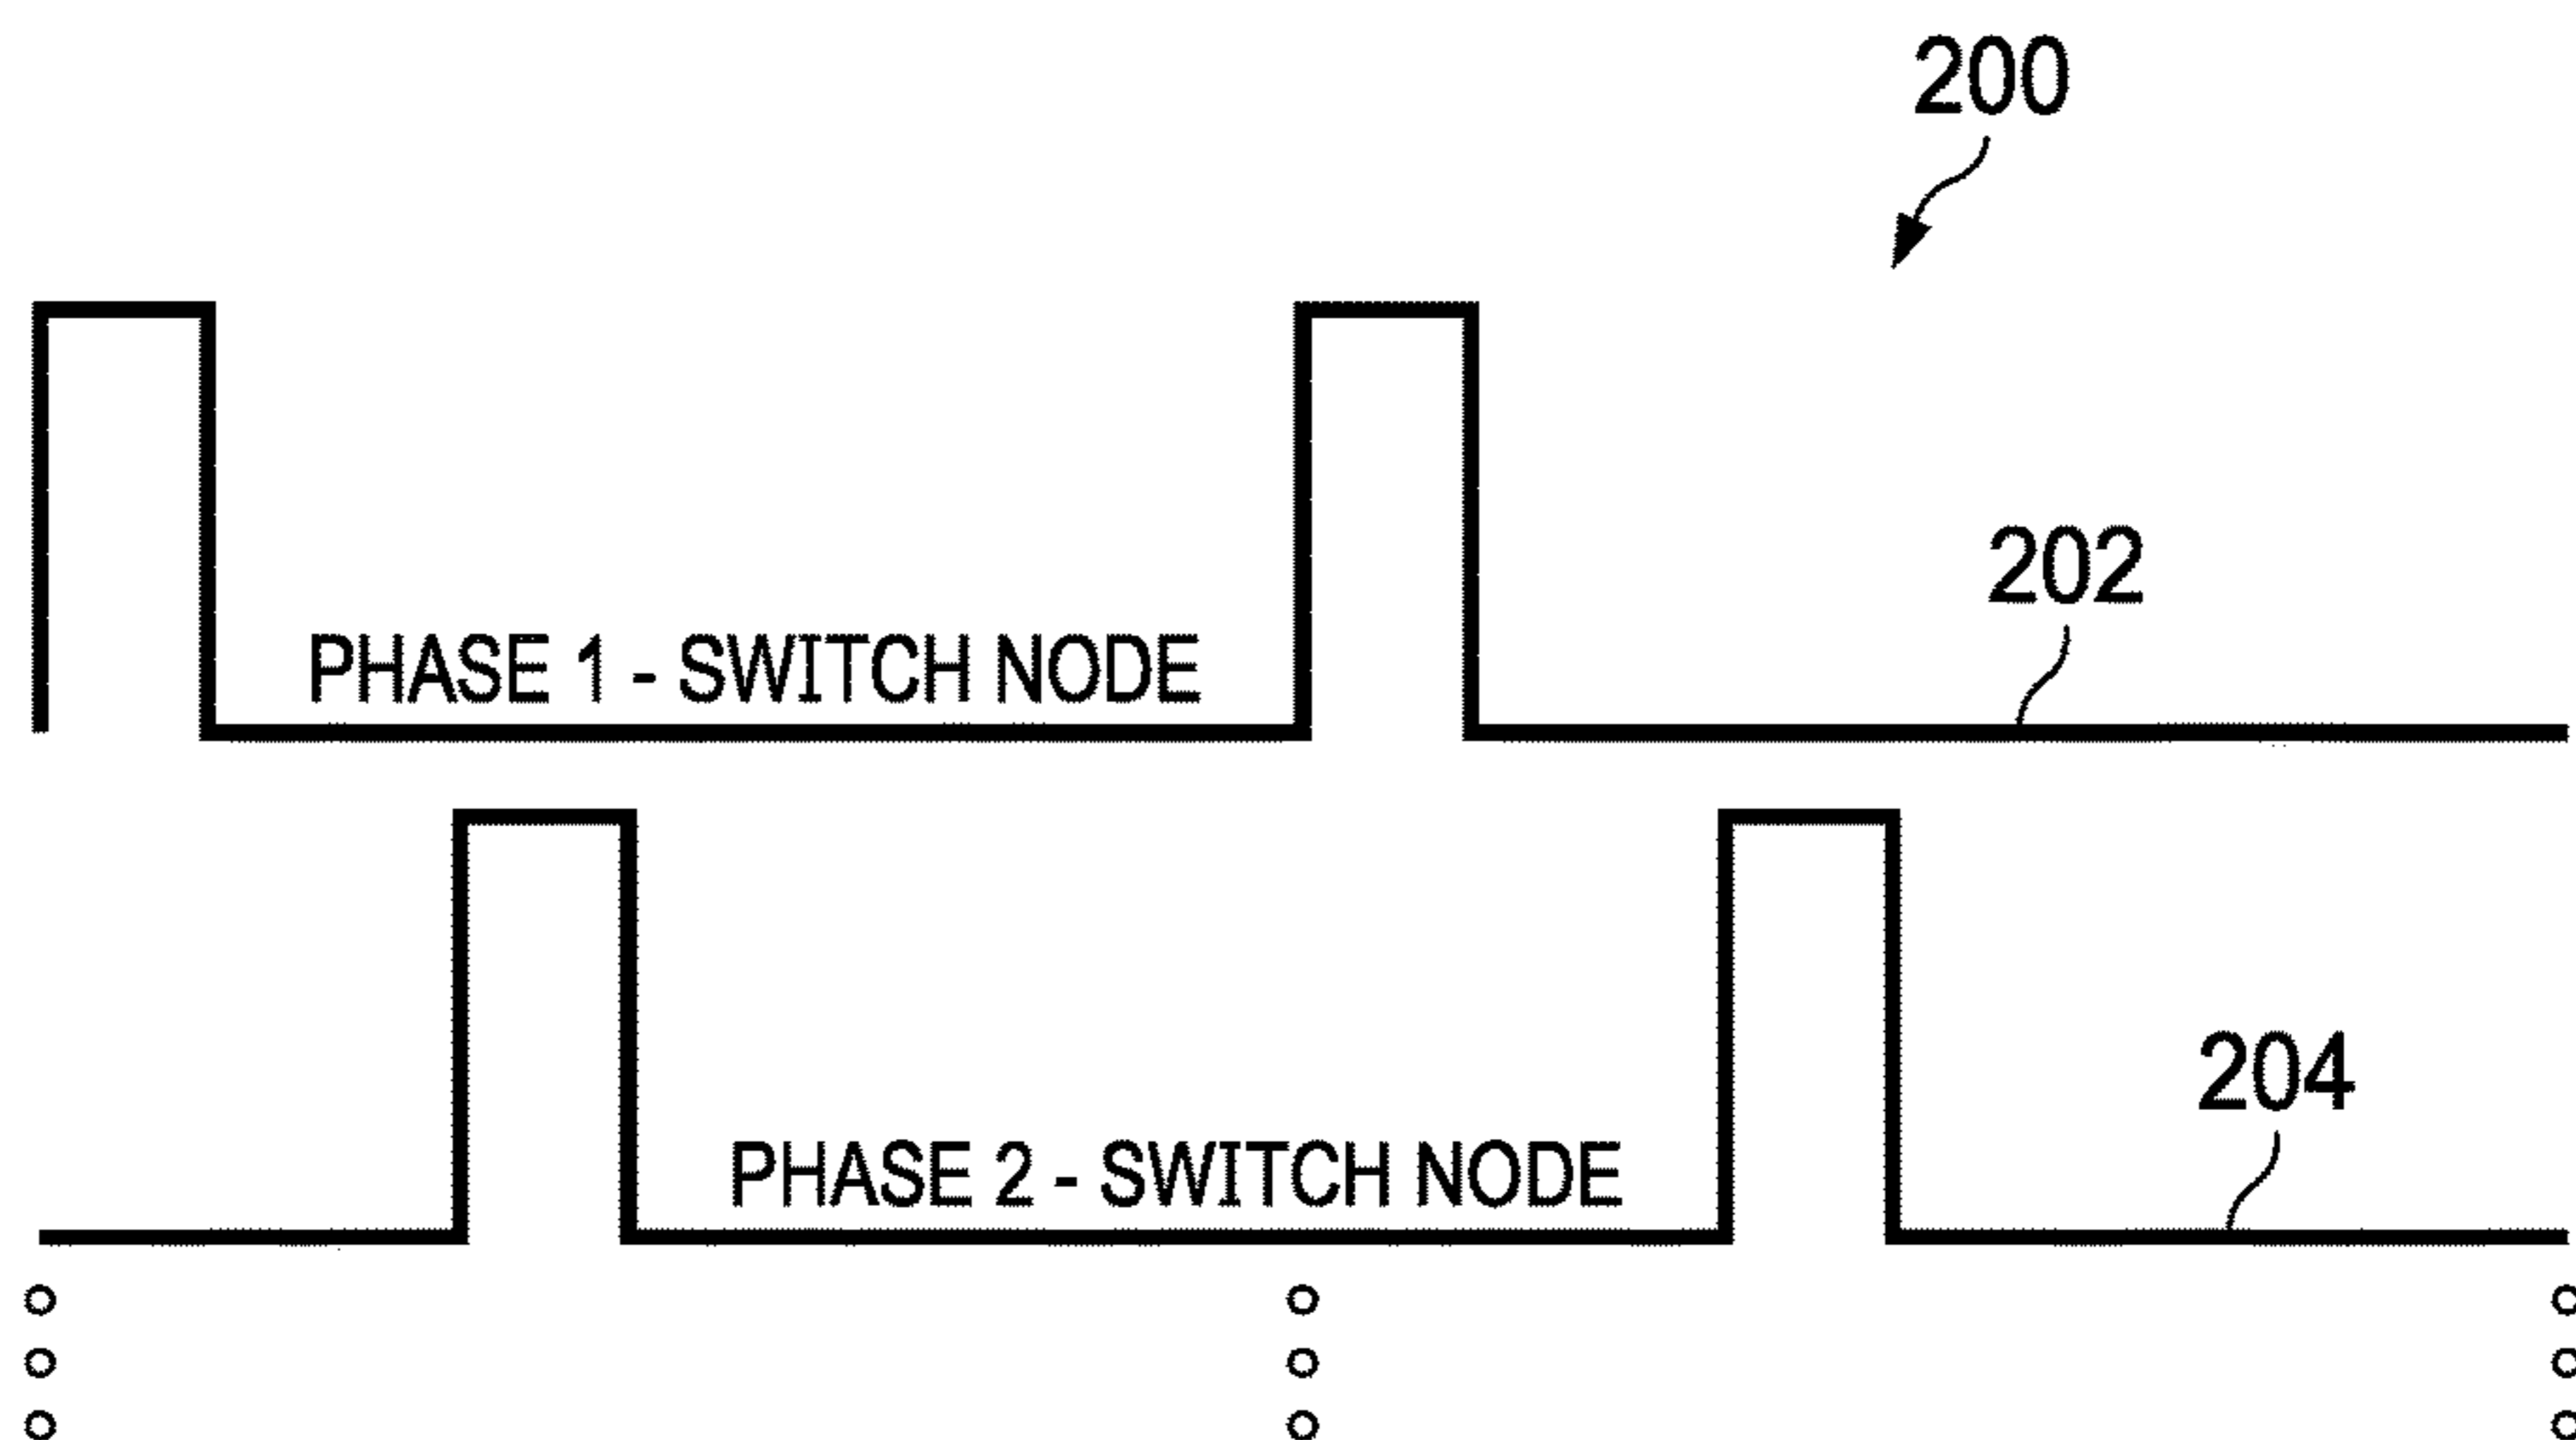 200
202
PHASE 1 - SWITCH NODE
204
PHASE 2 - SWITCH NODE